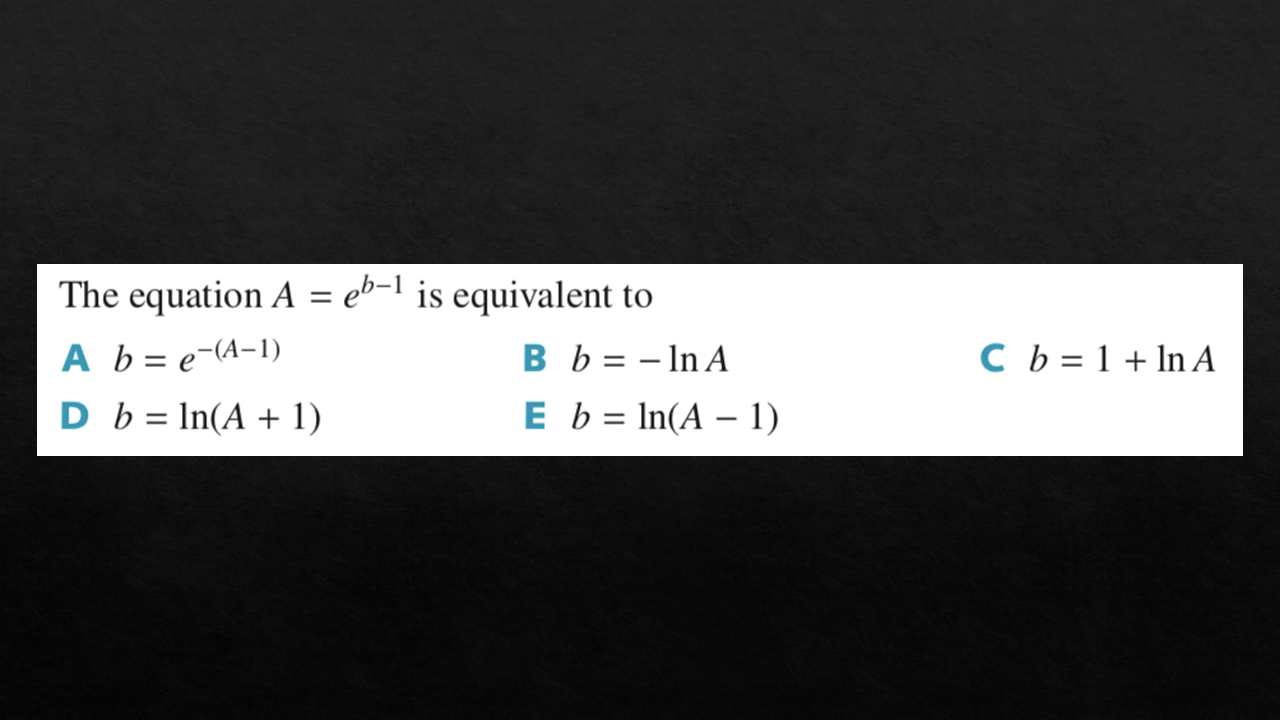 The equation A = e^{b−1} is equivalent to
A b = e^{−(A−1)} B b = − ln A C b = 1 + ln A
D b = ln(A + 1) E b = ln(A − 1)